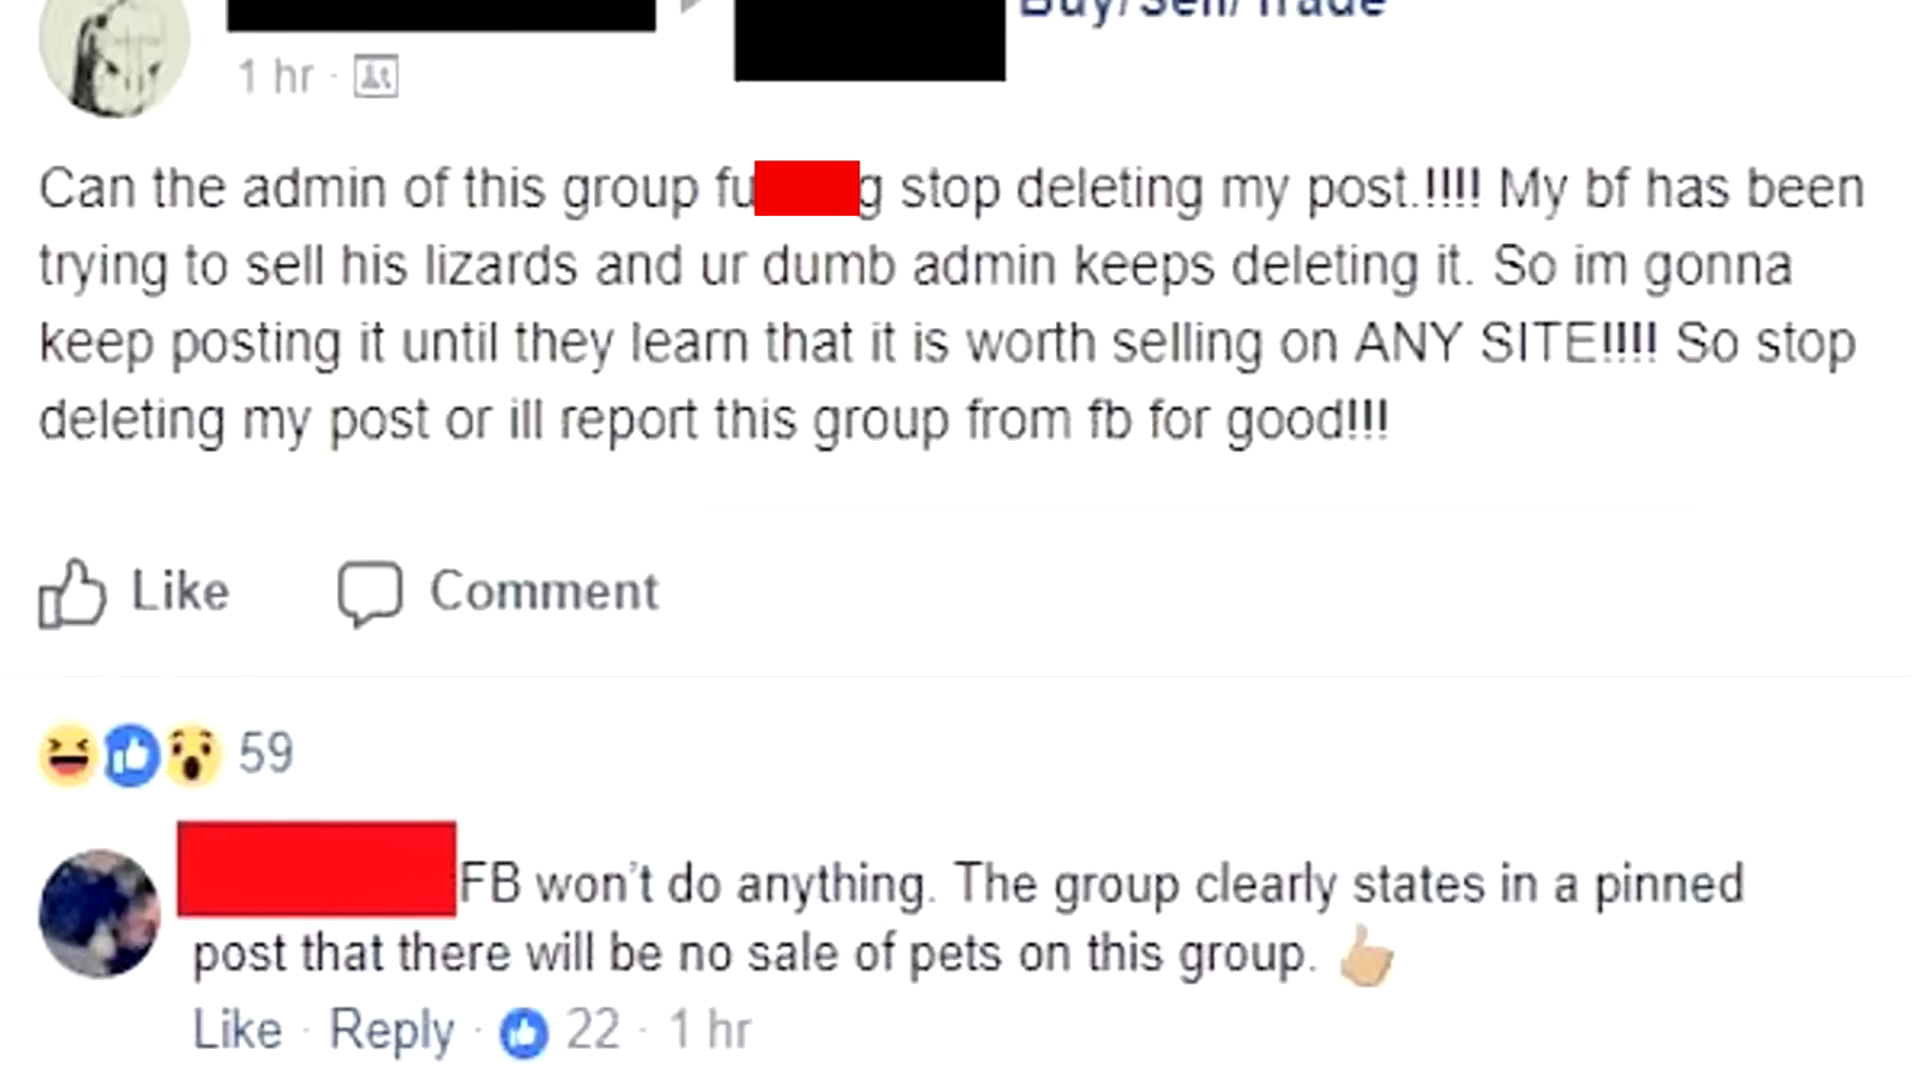 Buy/Sell/Trade
1 hr ·
Can the admin of this group fu g stop deleting my post.!!!! My bf has been
trying to sell his lizards and ur dumb admin keeps deleting it. So im gonna
keep posting it until they learn that it is worth selling on ANY SITE!!!! So stop
deleting my post or ill report this group from fb for good!!!
Like Comment
59
FB won't do anything. The group clearly states in a pinned
post that there will be no sale of pets on this group. 👍🏼
Like · Reply · 22 · 1 hr